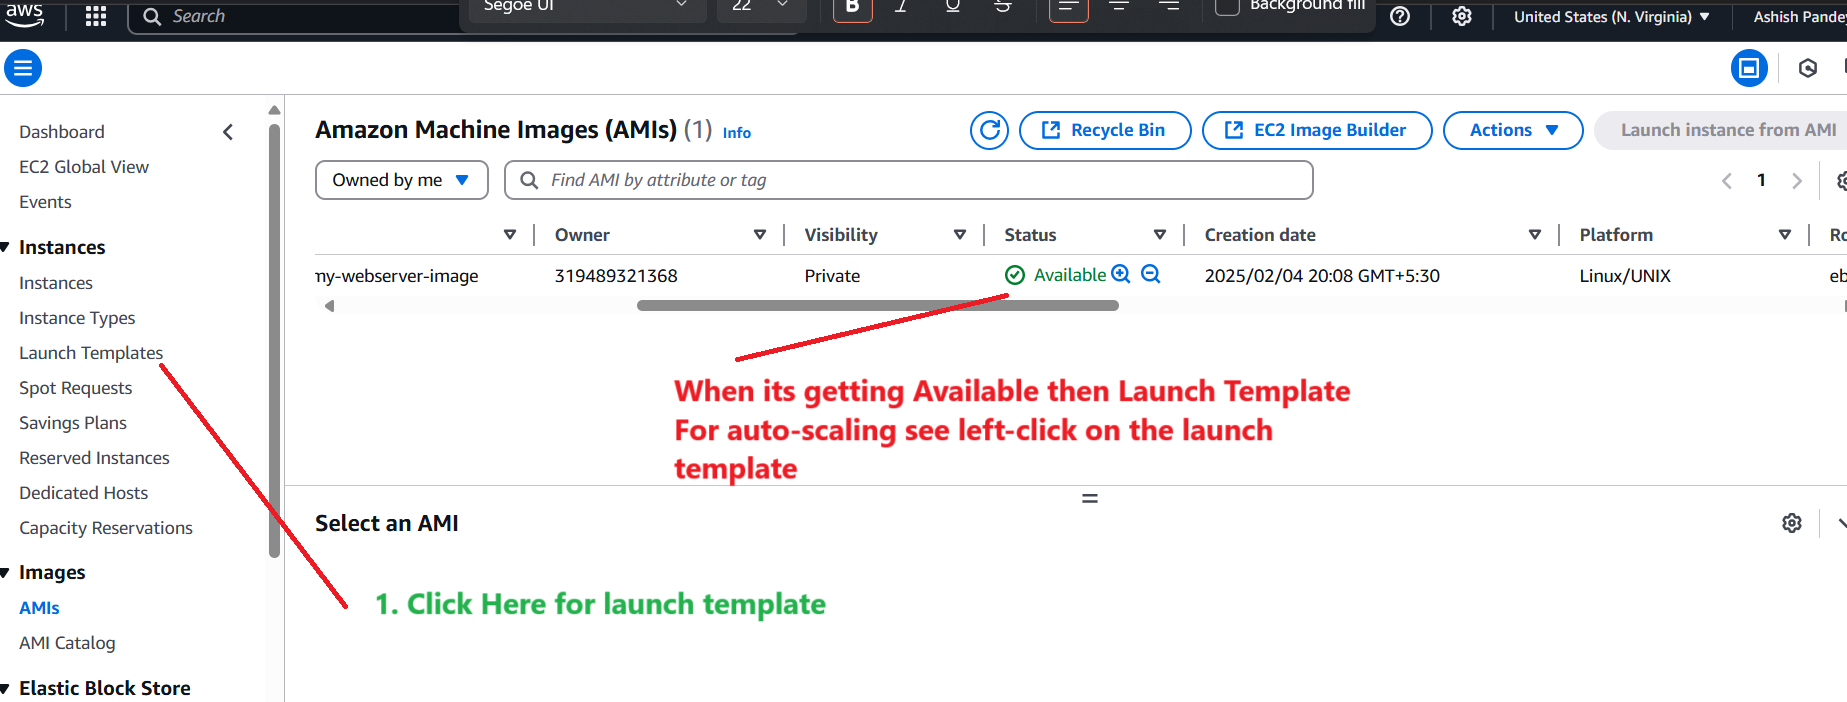 Segoe UI
22
B
I
U
S
Background fill
aws
Search
United States (N. Virginia)
Ashish Pandey
Dashboard
EC2 Global View
Events
Instances
Instances
Instance Types
Launch Templates
Spot Requests
Savings Plans
Reserved Instances
Dedicated Hosts
Capacity Reservations
Images
AMIs
AMI Catalog
Elastic Block Store
Amazon Machine Images (AMIs) (1) Info
Recycle Bin
EC2 Image Builder
Actions
Launch instance from AMI
Owned by me
Find AMI by attribute or tag
1
Owner
Visibility
Status
Creation date
Platform
Ro
my-webserver-image
319489321368
Private
Available
2025/02/04 20:08 GMT+5:30
Linux/UNIX
eb
When its getting Available then Launch Template
For auto-scaling see left-click on the launch
template
Select an AMI
1. Click Here for launch template